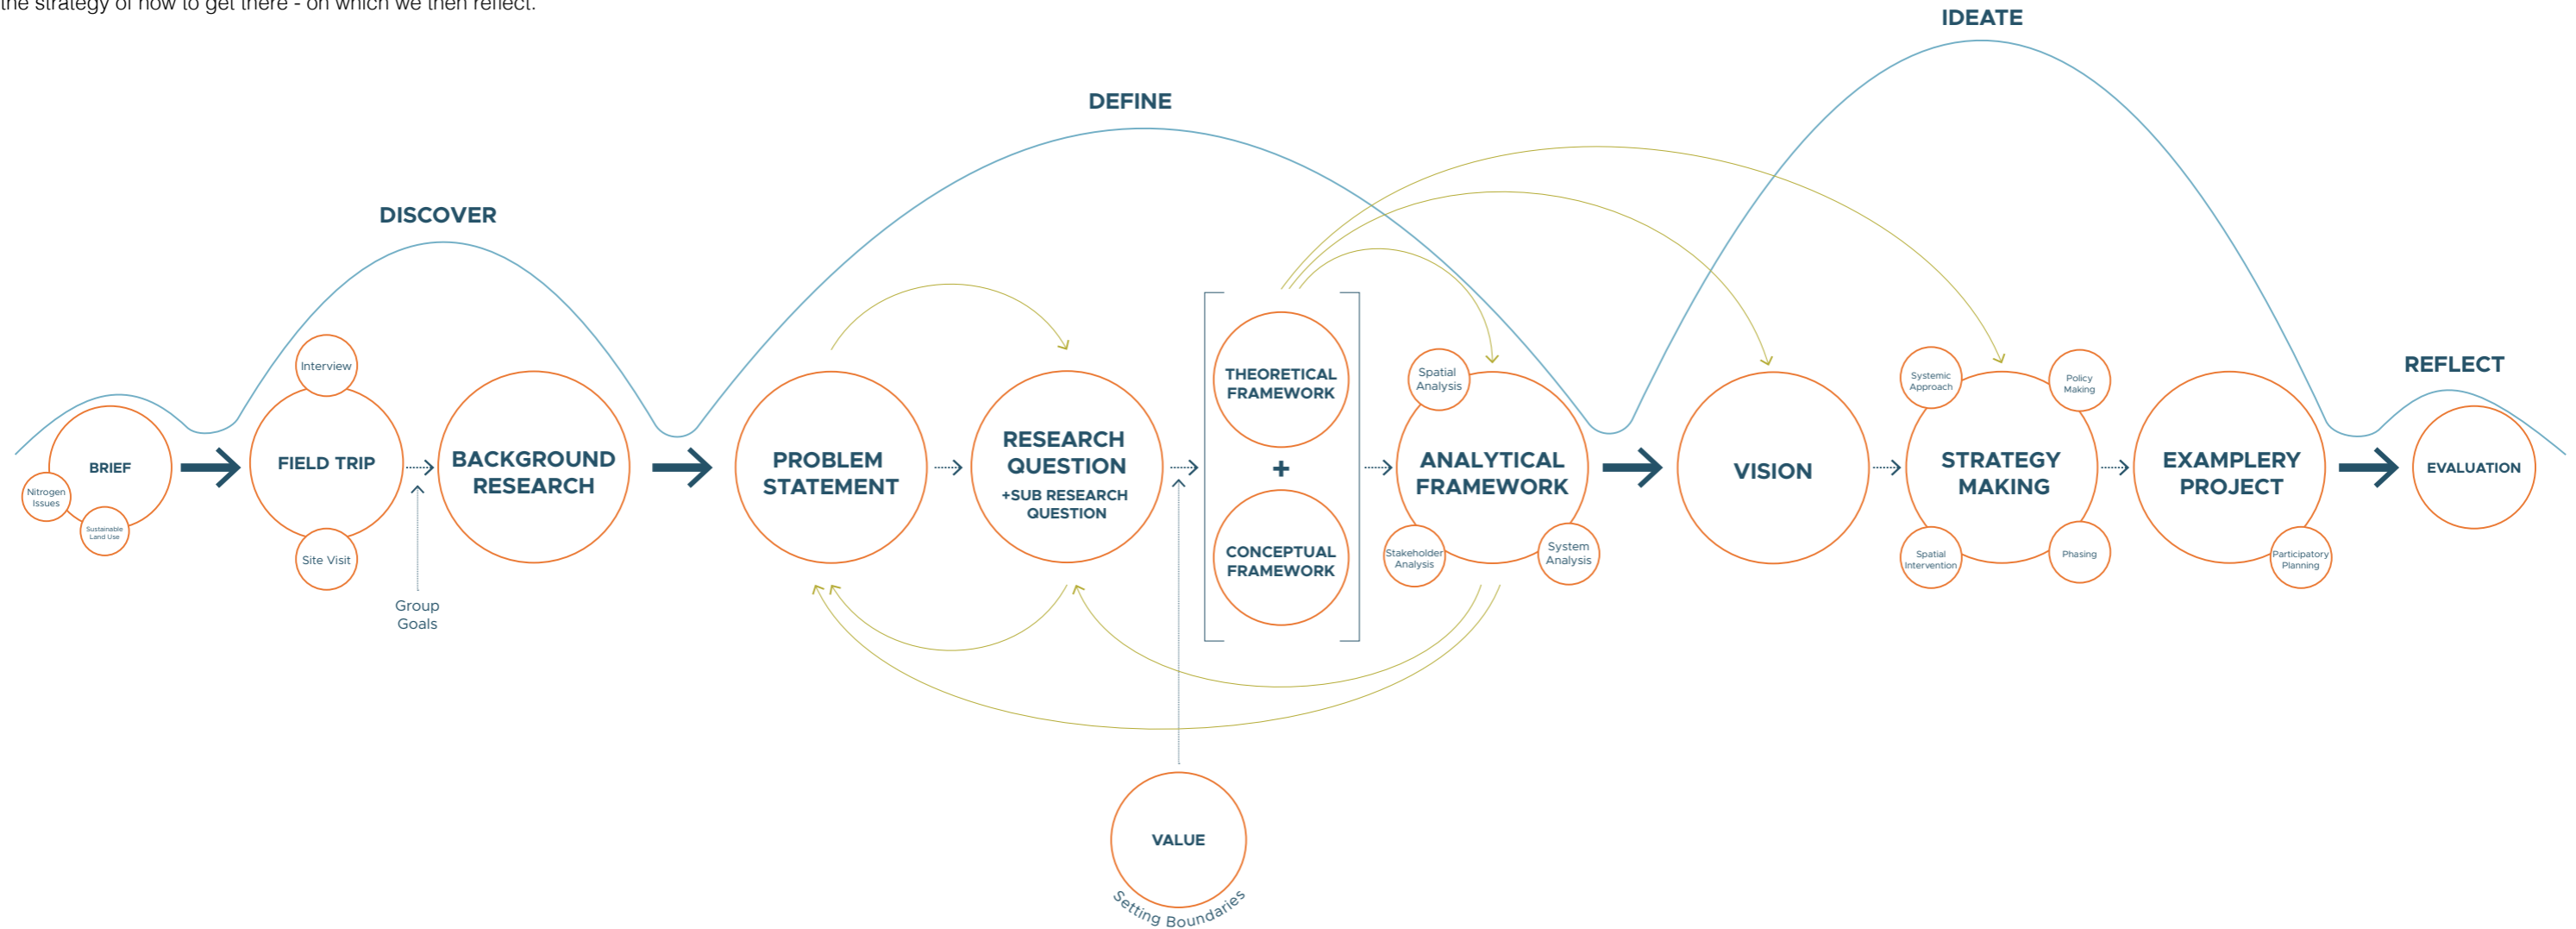 the strategy of how to get there - on which we then reflect.
IDEATE
DEFINE
DISCOVER
REFLECT
BRIEF
Nitrogen
Issues
Sustainable
Land Use
Interview
FIELD TRIP
Site Visit
Group
Goals
BACKGROUND
RESEARCH
PROBLEM
STATEMENT
RESEARCH
QUESTION
+SUB RESEARCH
QUESTION
THEORETICAL
FRAMEWORK
+
CONCEPTUAL
FRAMEWORK
VALUE
Setting Boundaries
Spatial
Analysis
ANALYTICAL
FRAMEWORK
Stakeholder
Analysis
System
Analysis
VISION
Systemic
Approach
Policy
Making
STRATEGY
MAKING
Spatial
Intervention
Phasing
EXAMPLERY
PROJECT
Participatory
Planning
EVALUATION